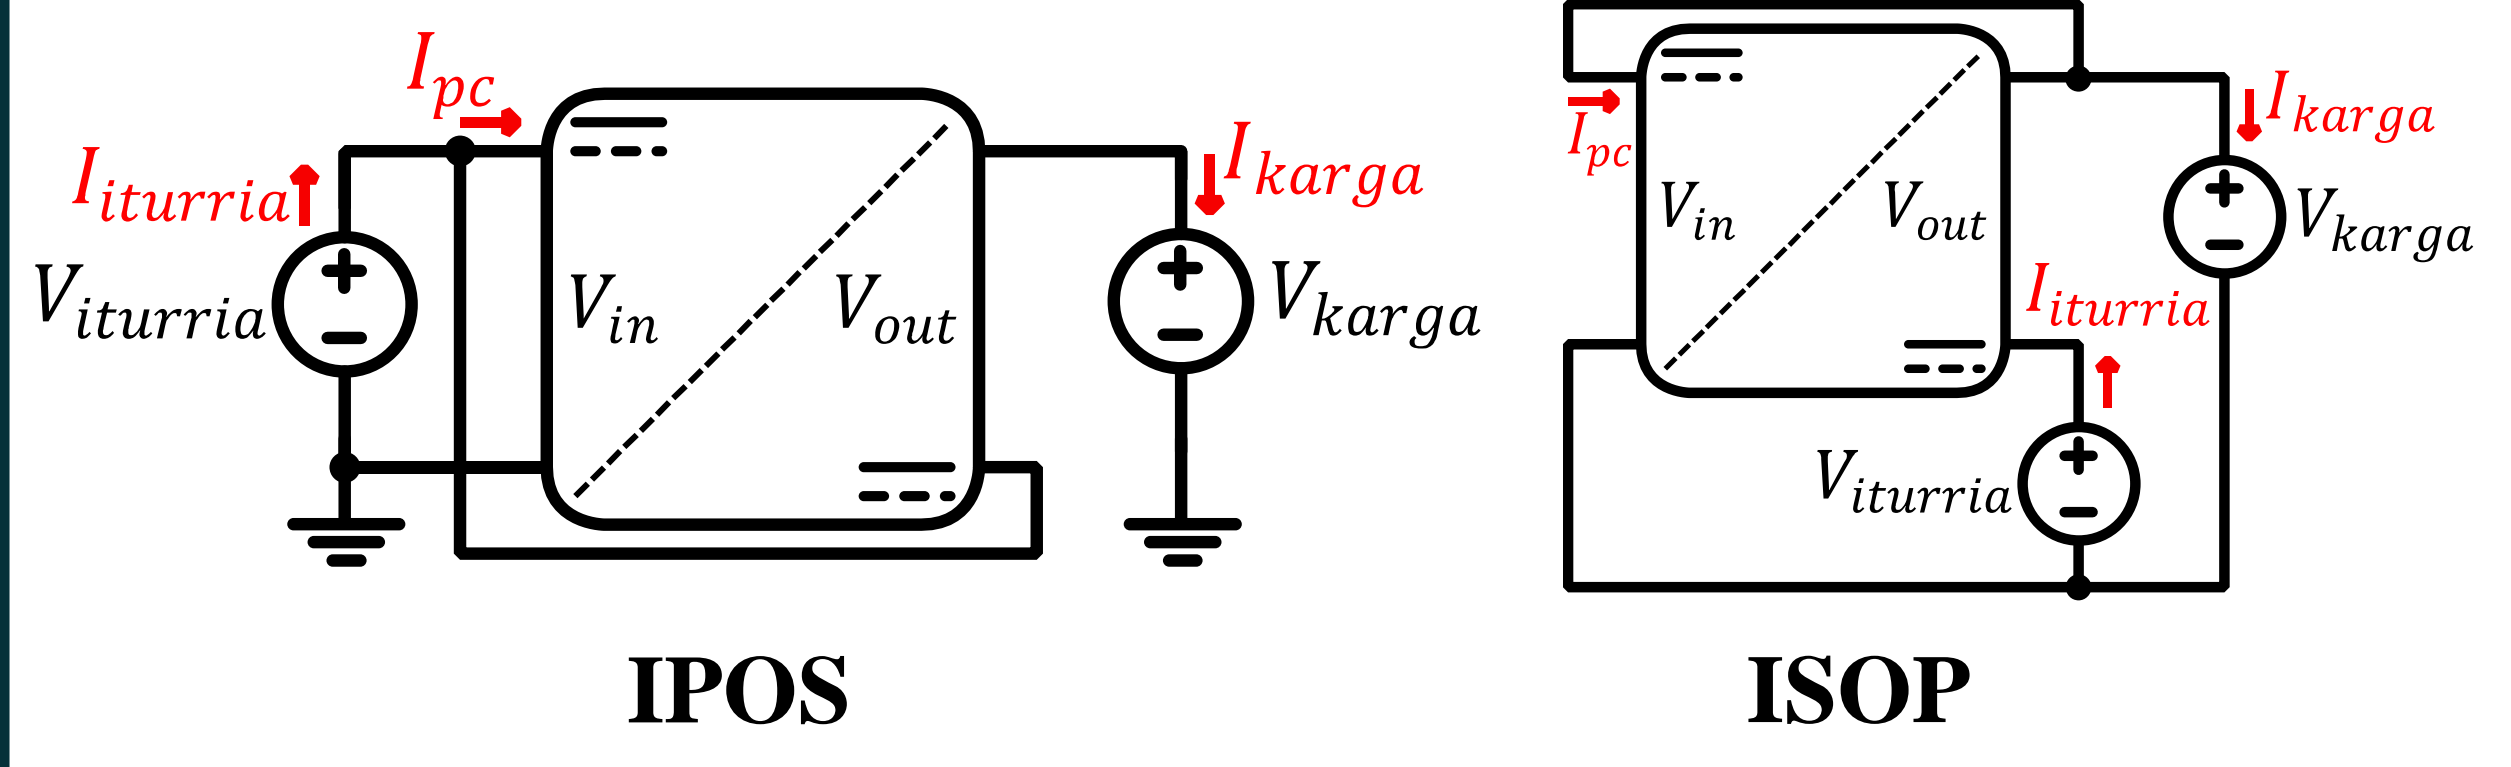 I_pc
I_iturria
V_iturria
V_in
V_out
I_karga
V_karga
IPOS
I_pc
V_in
V_out
I_karga
V_karga
I_iturria
V_iturria
ISOP